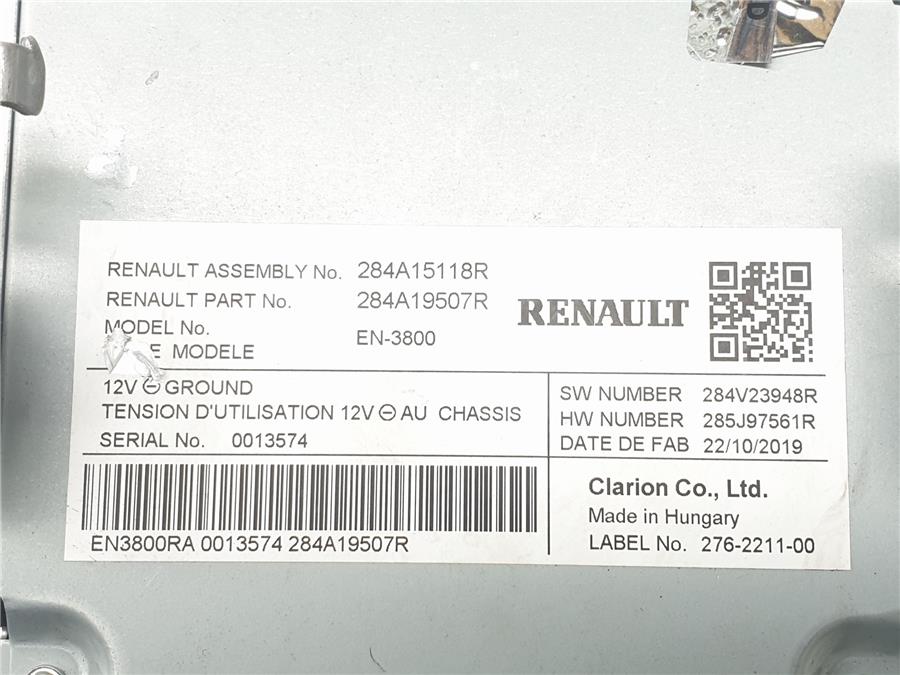 RENAULT ASSEMBLY No. 284A15118R
RENAULT PART No. 284A19507R
RENAULT
MODEL No.
MODELE
EN-3800
12V ⊖ GROUND
TENSION D'UTILISATION 12V ⊖ AU CHASSIS
SERIAL No. 0013574
SW NUMBER 284V23948R
HW NUMBER 285J97561R
DATE DE FAB 22/10/2019
EN3800RA 0013574 284A19507R
Clarion Co., Ltd.
Made in Hungary
LABEL No. 276-2211-00